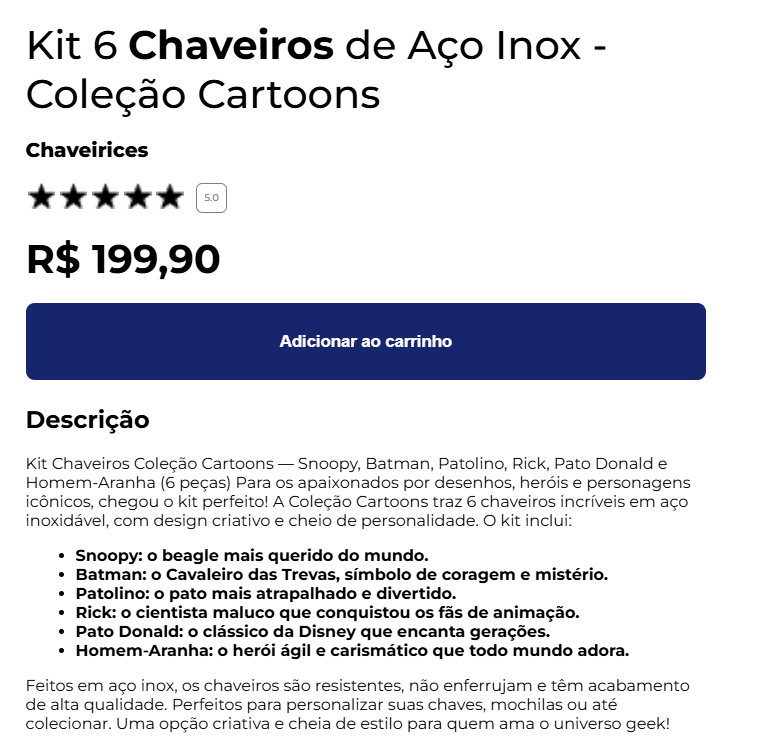 Kit 6 Chaveiros de Aço Inox -
Coleção Cartoons
Chaveirices
5.0
R$ 199,90
Adicionar ao carrinho
Descrição
Kit Chaveiros Coleção Cartoons — Snoopy, Batman, Patolino, Rick, Pato Donald e
Homem-Aranha (6 peças) Para os apaixonados por desenhos, heróis e personagens
icônicos, chegou o kit perfeito! A Coleção Cartoons traz 6 chaveiros incríveis em aço
inoxidável, com design criativo e cheio de personalidade. O kit inclui:
• Snoopy: o beagle mais querido do mundo.
• Batman: o Cavaleiro das Trevas, símbolo de coragem e mistério.
• Patolino: o pato mais atrapalhado e divertido.
• Rick: o cientista maluco que conquistou os fãs de animação.
• Pato Donald: o clássico da Disney que encanta gerações.
• Homem-Aranha: o herói ágil e carismático que todo mundo adora.
Feitos em aço inox, os chaveiros são resistentes, não enferrujam e têm acabamento
de alta qualidade. Perfeitos para personalizar suas chaves, mochilas ou até
colecionar. Uma opção criativa e cheia de estilo para quem ama o universo geek!